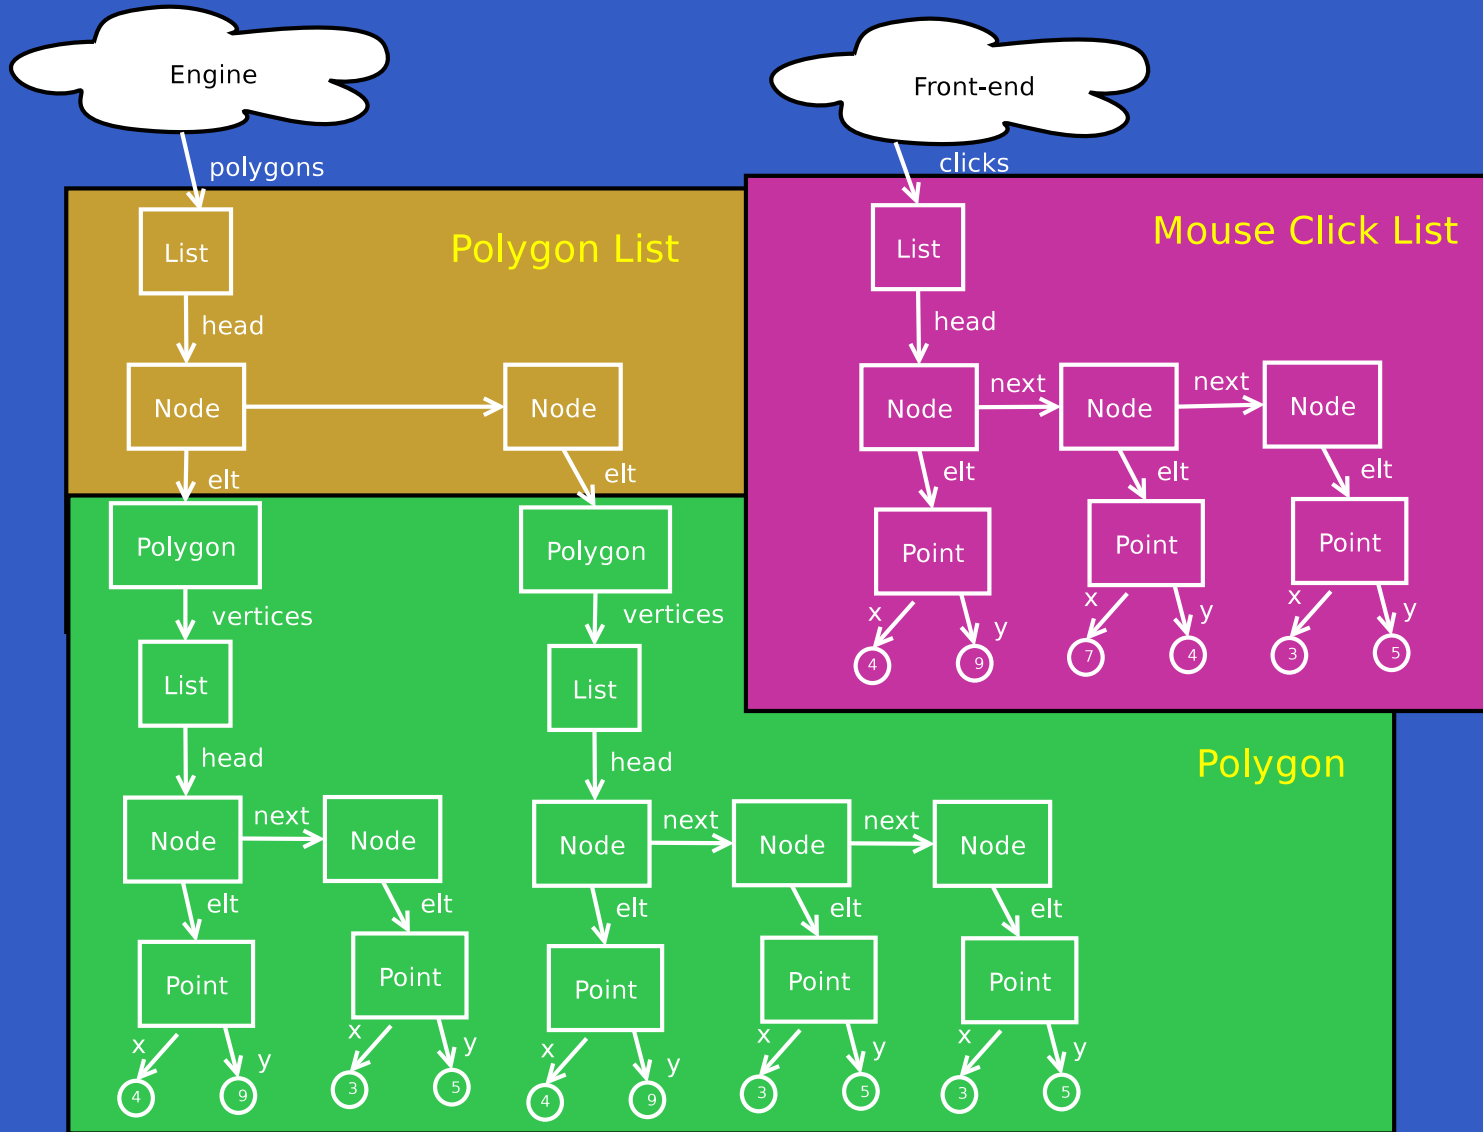 Engine
Front-end
polygons
clicks
Polygon List
Mouse Click List
List
List
head
head
Node
Node
Node
next
Node
next
Node
elt
elt
elt
elt
elt
Polygon
Polygon
Point
Point
Point
x
y
x
y
x
y
4
9
7
4
3
5
vertices
vertices
List
List
head
head
Polygon
Node
next
Node
Node
next
Node
next
Node
elt
elt
elt
elt
elt
Point
Point
Point
Point
Point
x
y
x
y
x
y
x
y
x
y
4
9
3
5
4
9
3
5
3
5